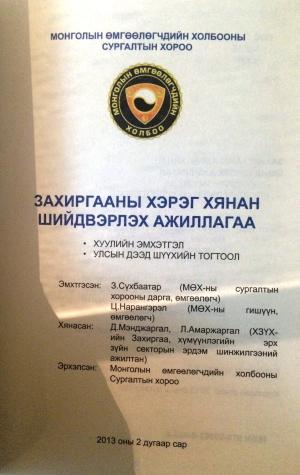 МОНГОЛЫН ӨМГӨӨЛӨГЧДИЙН ХОЛБООНЫ
СУРГАЛТЫН ХОРОО
МОНГОЛЫН ӨМГӨӨЛӨГЧДИЙН
ХОЛБОО
ЗАХИРГААНЫ ХЭРЭГ ХЯНАН
ШИЙДВЭРЛЭХ АЖИЛЛАГАА
• ХУУЛИЙН ЭМХЭТГЭЛ
• УЛСЫН ДЭЭД ШҮҮХИЙН ТОГТООЛ
Эмхтгэсэн: З.Сүхбаатар (МӨХ-ны сургалтын
хорооны дарга, өмгөөлөгч)
Ц.Нарангэрэл (МӨХ-ны гишүүн,
өмгөөлөгч)
Хянасан: Д.Мэнджаргал, Л.Амаржаргал (ХЗҮХ-
ийн Захиргаа, хүмүүнлэгийн эрх
зүйн секторын эрдэм шинжилгээний
ажилтан)
Эрхэлсэн: Монголын өмгөөлөгчдийн холбооны
Сургалтын хороо
2013 оны 2 дугаар сар